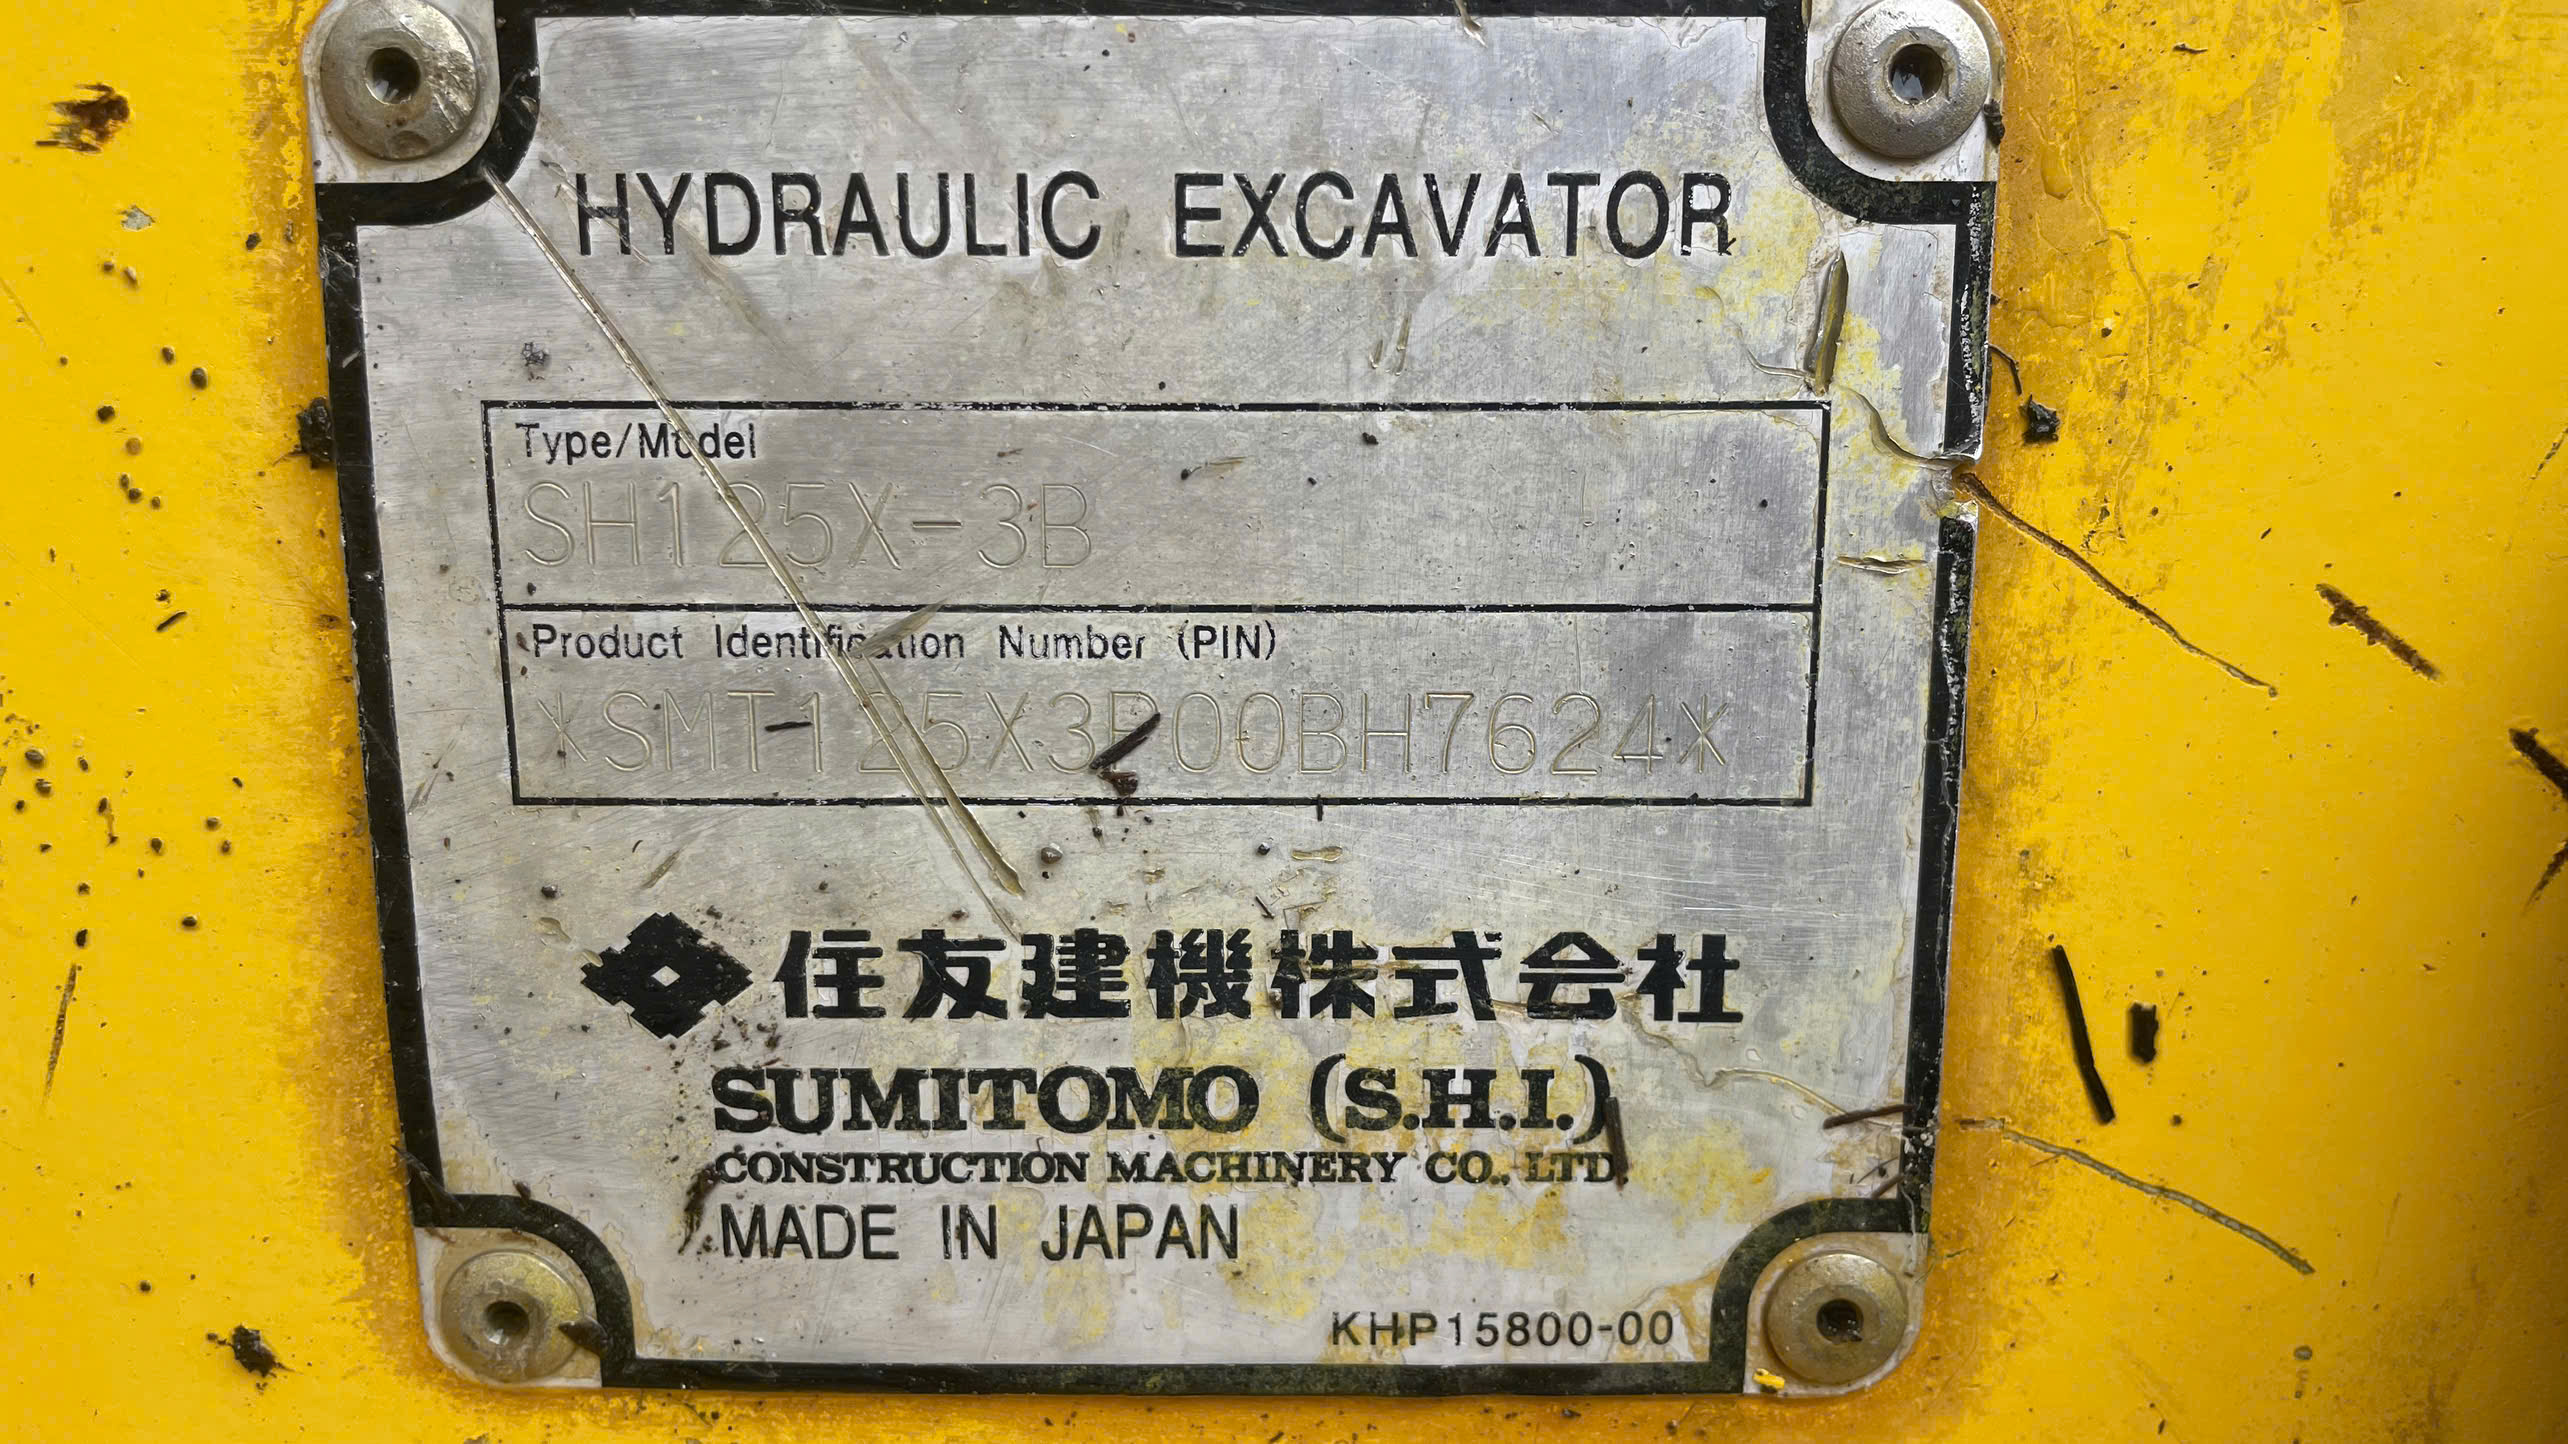 HYDRAULIC EXCAVATOR
Type/Model
SH125X-3B
Product Identification Number (PIN)
*SMT125X3P00BH7624*
住友建機株式会社
SUMITOMO (S.H.I.)
CONSTRUCTION MACHINERY CO., LTD.
MADE IN JAPAN
KHP15800-00